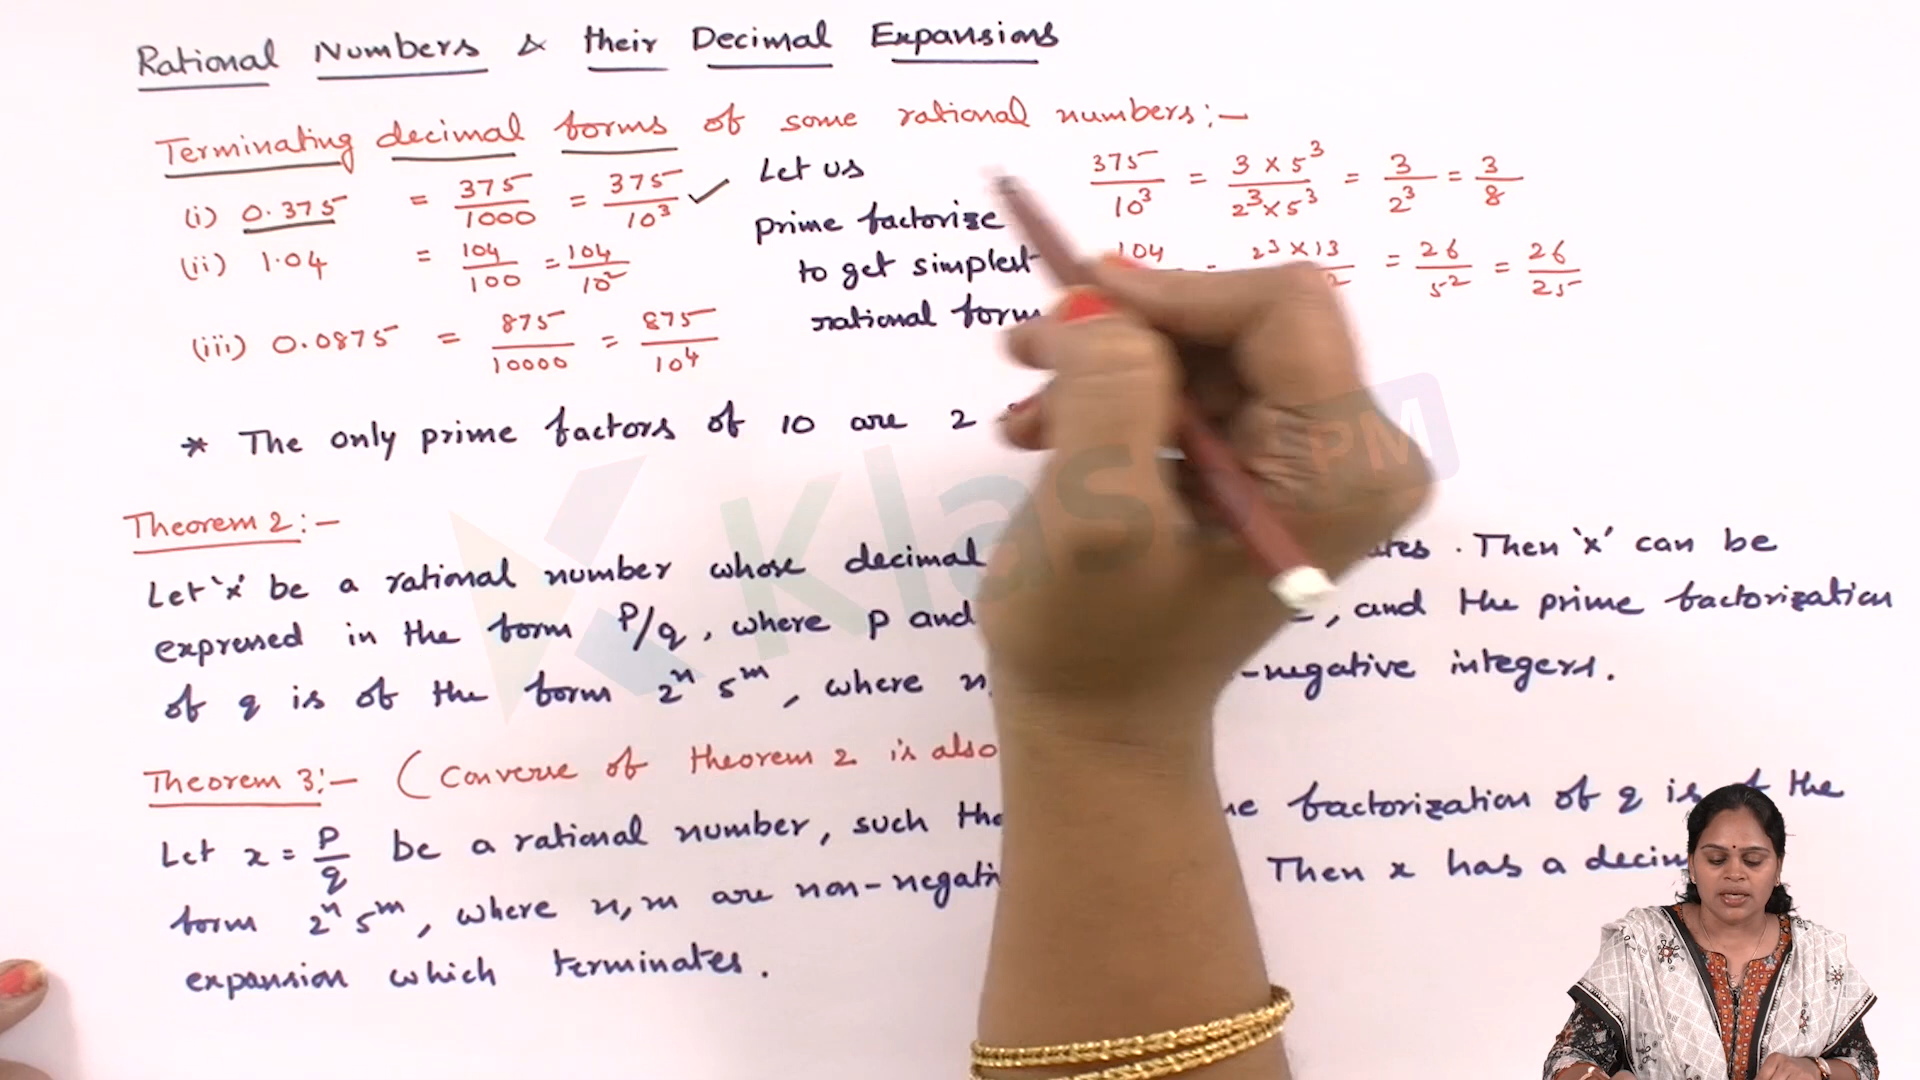 Rational Numbers & their Decimal Expansions
Terminating decimal forms of some rational numbers:-
(i) 0.375 = 375/1000 = 375/10³ ✓
(ii) 1.04 = 104/100 = 104/10²
(iii) 0.0875 = 875/10000 = 875/10⁴
Let us
prime factorize
to get simplest
rational form
375/10³ = 3 × 5³/2³ × 5³ = 3/2³ = 3/8
104 = 2³ × 13 = 26/5² = 26/25
* The only prime factors of 10 are 2
Theorem 2:-
Let 'x' be a rational number whose decimal . Then 'x' can be
expressed in the form P/q, where p and , and the prime factorization
of q is of the form 2ⁿ 5ᵐ, where n, -negative integers.
Theorem 3:- (Converse of theorem 2 is also
Let x = P/q be a rational number, such factorization of q is the
form 2ⁿ 5ᵐ, where n, m are non- Then x has a
expansion which terminates.
Klas
PM